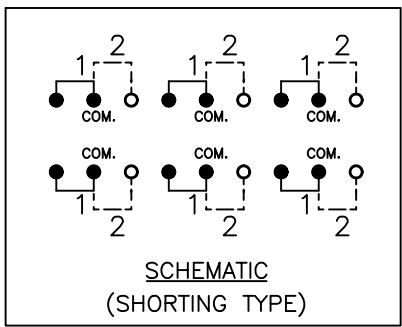 2 2 2
1 1 1
COM. COM. COM.
COM. COM. COM.
1 1 1
2 2 2
SCHEMATIC
(SHORTING TYPE)